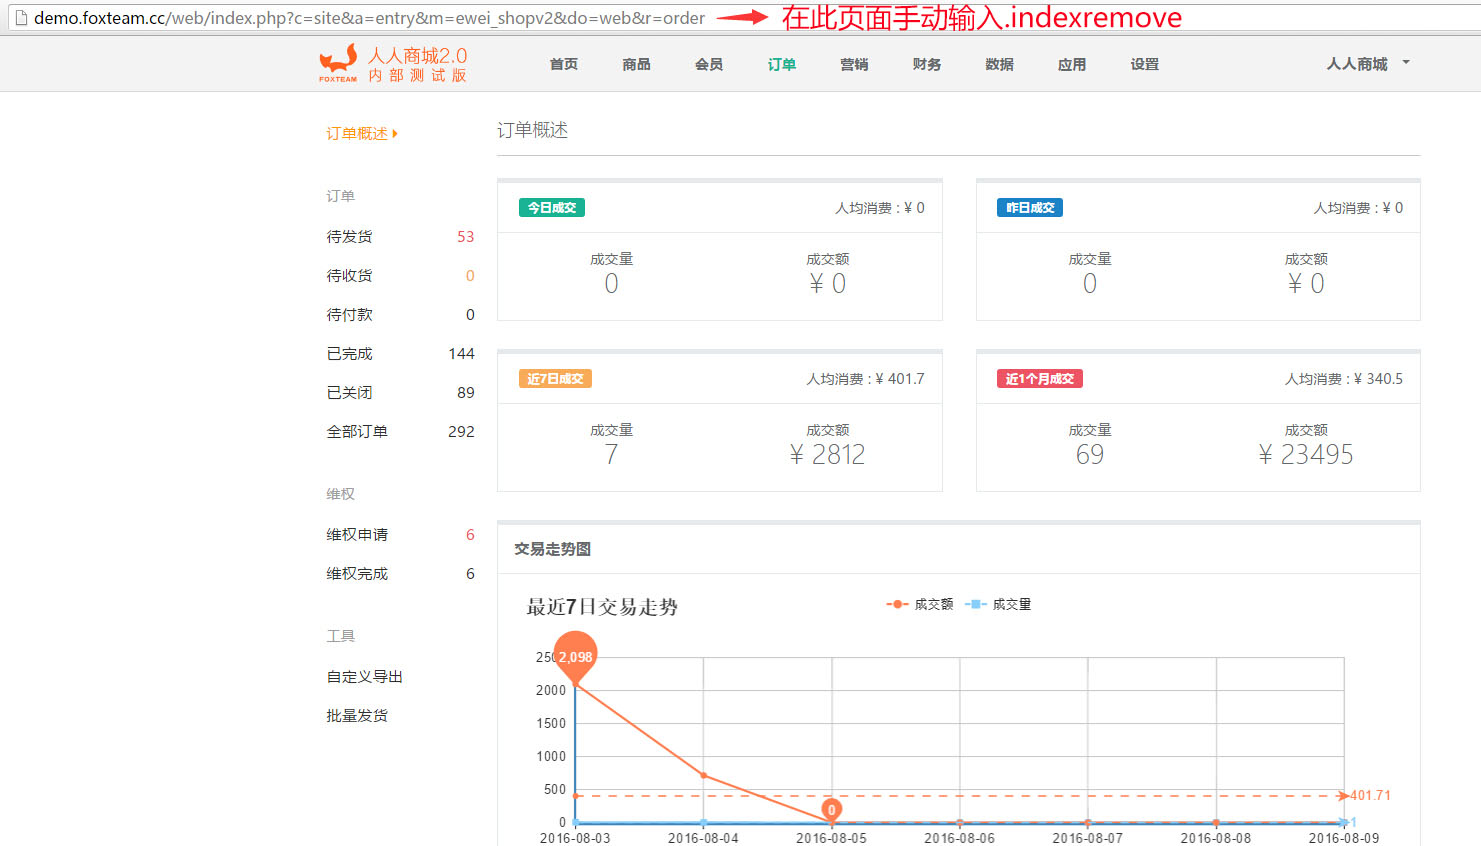 demo.foxteam.cc/web/index.php?c=site&a=entry&m=ewei_shopv2&do=web&r=order 在此页面手动输入.indexremove
FOXTEAM 人人商城2.0
内部测试版
首页 商品 会员 订单 营销 财务 数据 应用 设置 人人商城
订单概述
订单
待发货 53
待收货 0
待付款 0
已完成 144
已关闭 89
全部订单 292
维权
维权申请 6
维权完成 6
工具
自定义导出
批量发货
订单概述
今日成交 人均消费 : ¥ 0
成交量 成交额
0 ¥ 0
昨日成交 人均消费 : ¥ 0
成交量 成交额
0 ¥ 0
近7日成交 人均消费 : ¥ 401.7
成交量 成交额
7 ¥ 2812
近1个月成交 人均消费 : ¥ 340.5
成交量 成交额
69 ¥ 23495
交易走势图
最近7日交易走势 成交额 成交量
2,098
2000
1500
1000
500
0
0
401.71
1
2016-08-03 2016-08-04 2016-08-05 2016-08-06 2016-08-07 2016-08-08 2016-08-09